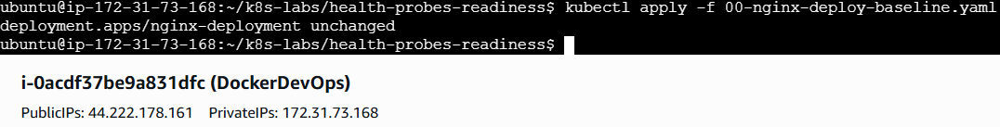 ubuntu@ip-172-31-73-168:~/k8s-labs/health-probes-readiness$ kubectl apply -f 00-nginx-deploy-baseline.yaml
deployment.apps/nginx-deployment unchanged
ubuntu@ip-172-31-73-168:~/k8s-labs/health-probes-readiness$
i-0acdf37be9a831dfc (DockerDevOps)
PublicIPs: 44.222.178.161 PrivateIPs: 172.31.73.168